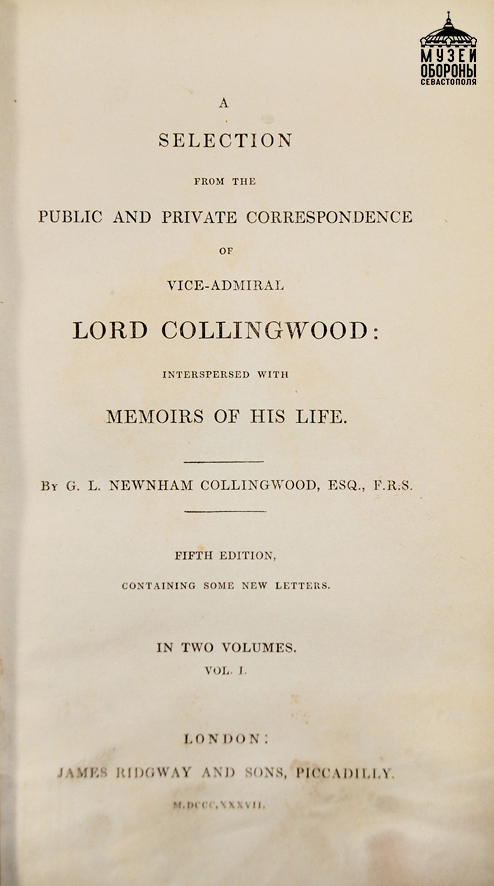 МУЗЕЙ
ОБОРОНЫ
СЕВАСТОПОЛЯ
A
SELECTION
FROM THE
PUBLIC AND PRIVATE CORRESPONDENCE
OF
VICE-ADMIRAL
LORD COLLINGWOOD:
INTERSPERSED WITH
MEMOIRS OF HIS LIFE.
By G. L. NEWNHAM COLLINGWOOD, ESQ., F.R.S.
FIFTH EDITION,
CONTAINING SOME NEW LETTERS.
IN TWO VOLUMES.
VOL. I.
LONDON:
JAMES RIDGWAY AND SONS, PICCADILLY.
M.DCCC.XXXVII.